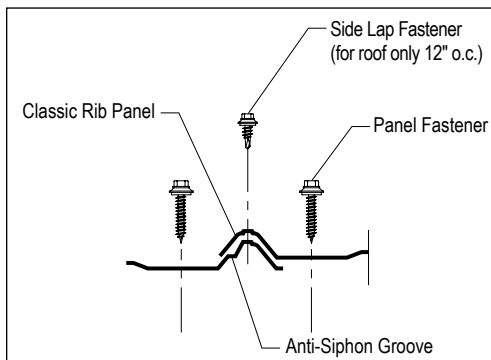 Side Lap Fastener
(for roof only 12" o.c.)
Classic Rib Panel
Panel Fastener
Anti-Siphon Groove